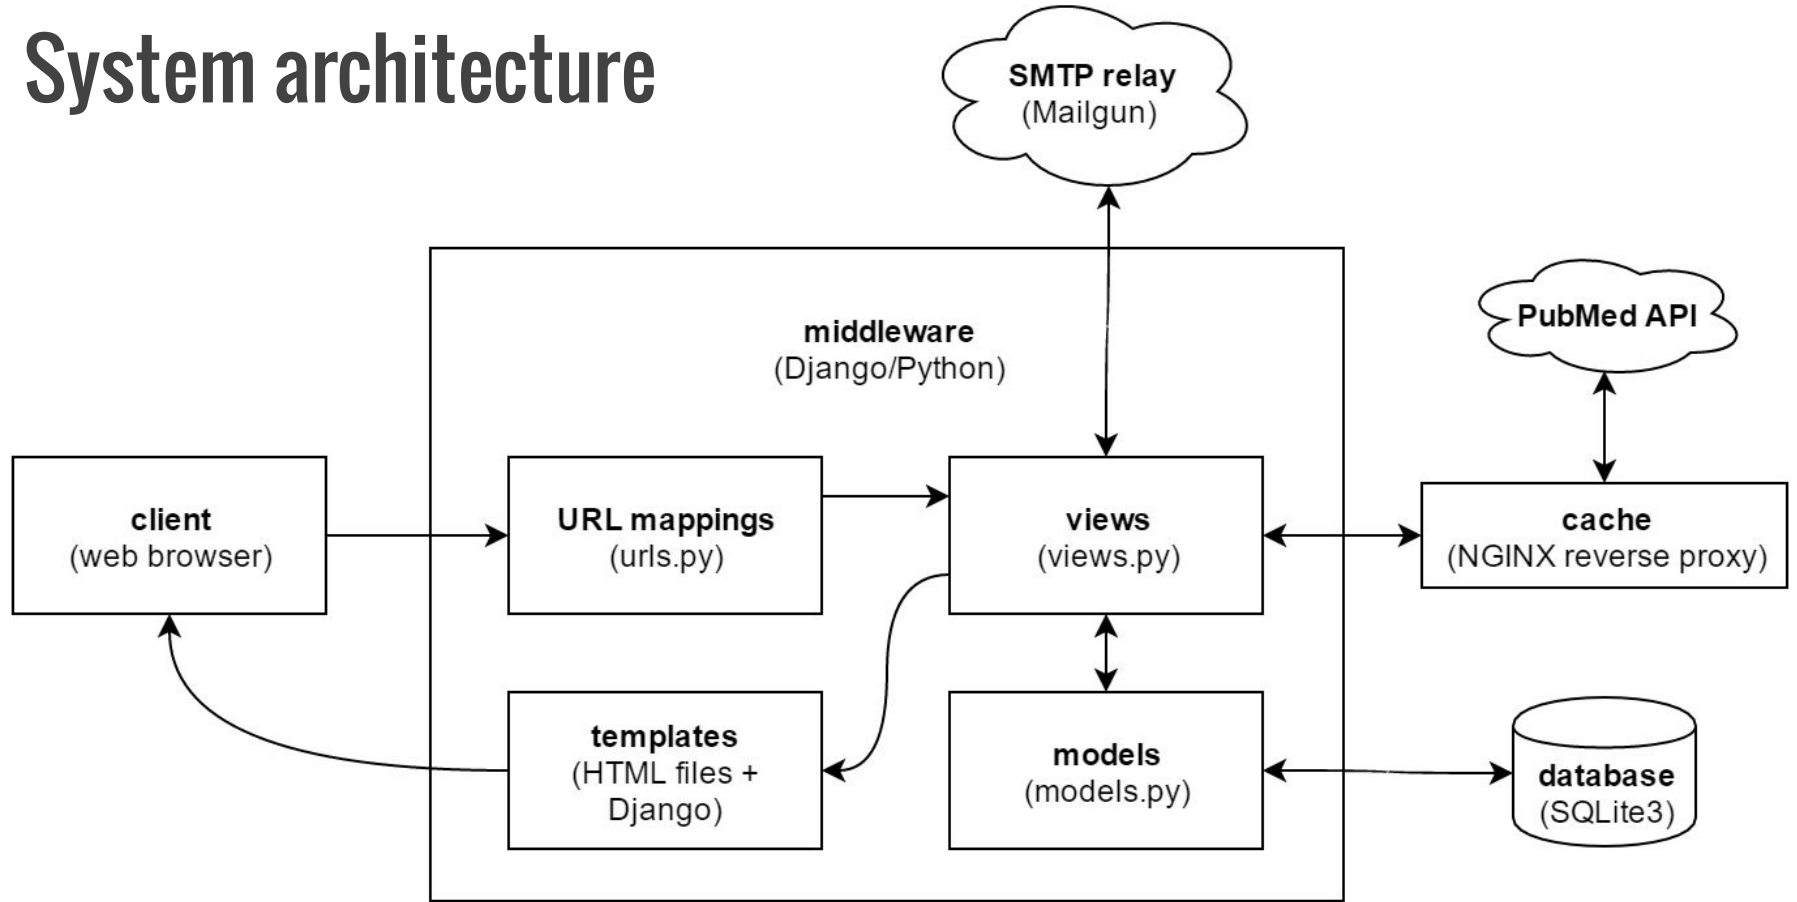 System architecture
SMTP relay
(Mailgun)
middleware
(Django/Python)
PubMed API
client
(web browser)
URL mappings
(urls.py)
views
(views.py)
cache
(NGINX reverse proxy)
templates
(HTML files +
Django)
models
(models.py)
database
(SQLite3)